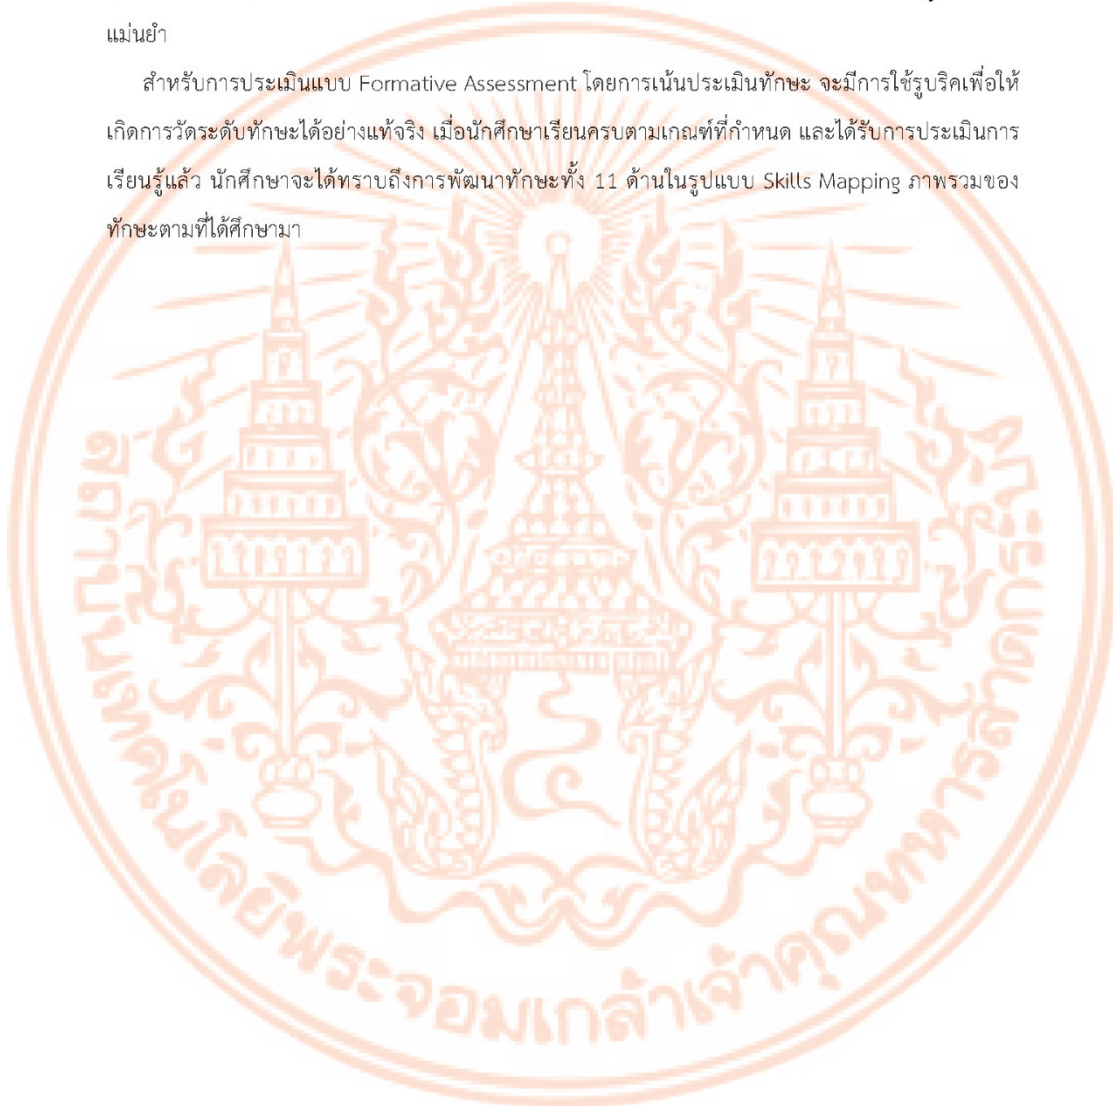 แม่นยำ
สำหรับการประเมินแบบ Formative Assessment โดยการเน้นประเมินทักษะ จะมีการใช้รูบริคเพื่อให้
เกิดการวัดระดับทักษะได้อย่างแท้จริง เมื่อนักศึกษาเรียนครบตามเกณฑ์ที่กำหนด และได้รับการประเมินการ
เรียนรู้แล้ว นักศึกษาจะได้ทราบถึงการพัฒนาทักษะทั้ง 11 ด้านในรูปแบบ Skills Mapping ภาพรวมของ
ทักษะตามที่ได้ศึกษามา
สถาบันเทคโนโลยีพระจอมเกล้าเจ้าคุณทหารลาดกระบัง